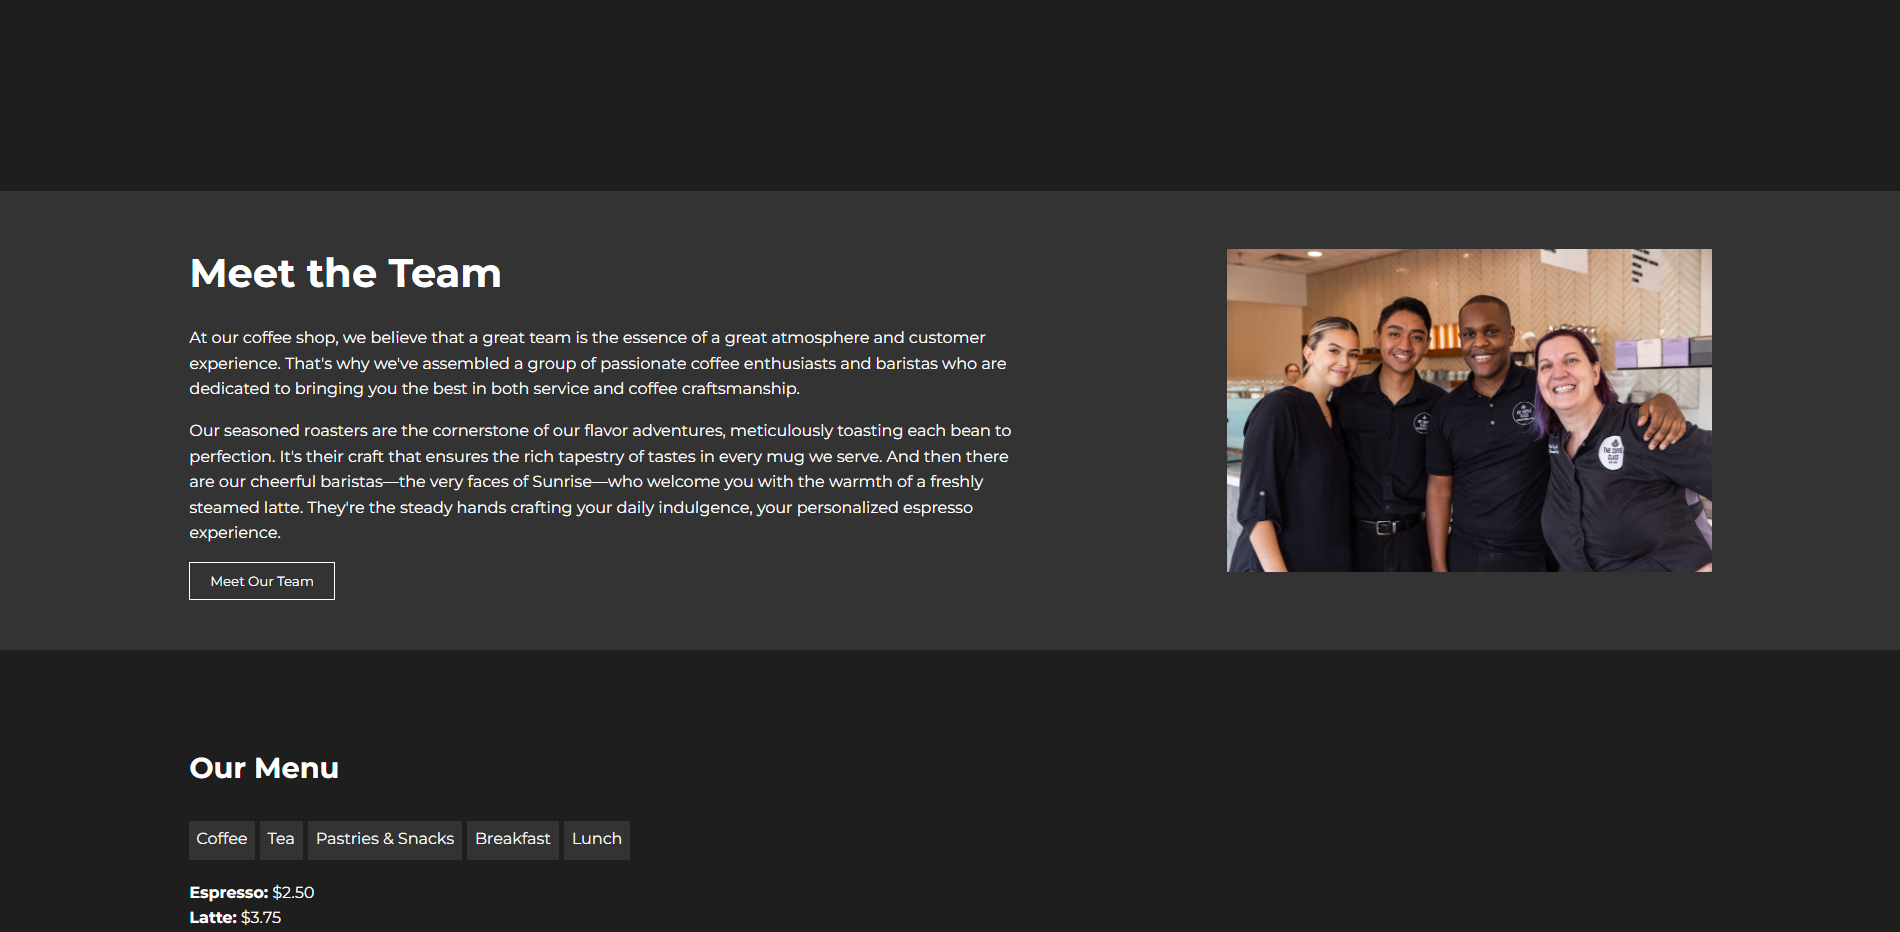 Meet the Team
At our coffee shop, we believe that a great team is the essence of a great atmosphere and customer
experience. That's why we've assembled a group of passionate coffee enthusiasts and baristas who are
dedicated to bringing you the best in both service and coffee craftsmanship.
Our seasoned roasters are the cornerstone of our flavor adventures, meticulously toasting each bean to
perfection. It's their craft that ensures the rich tapestry of tastes in every mug we serve. And then there
are our cheerful baristas—the very faces of Sunrise—who welcome you with the warmth of a freshly
steamed latte. They're the steady hands crafting your daily indulgence, your personalized espresso
experience.
Meet Our Team
Our Menu
Coffee Tea Pastries & Snacks Breakfast Lunch
Espresso: $2.50
Latte: $3.75